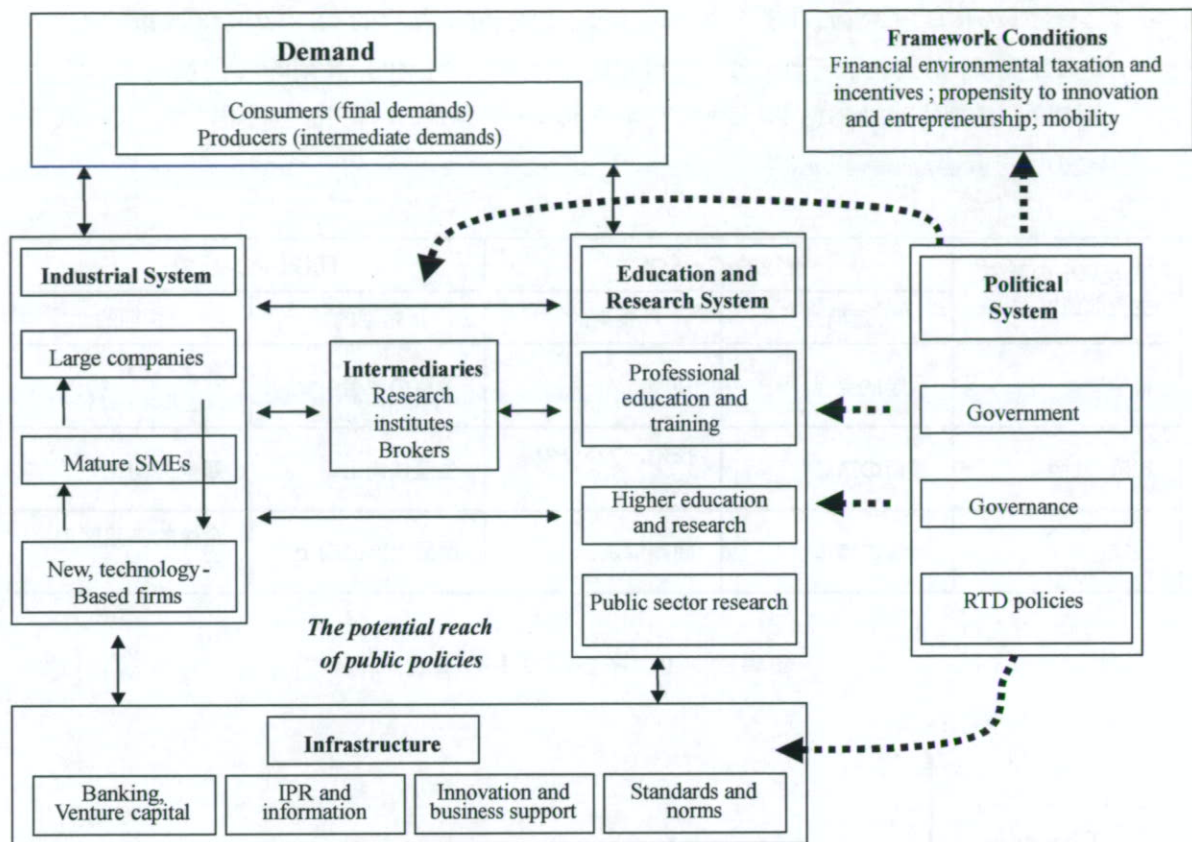 Demand
Consumers (final demands)
Producers (intermediate demands)
Framework Conditions
Financial environmental taxation and
incentives ; propensity to innovation
and entrepreneurship; mobility
Industrial System
Large companies
Mature SMEs
New, technology-
Based firms
Intermediaries
Research
institutes
Brokers
Education and
Research System
Professional
education and
training
Higher education
and research
Public sector research
Political
System
Government
Governance
RTD policies
The potential reach
of public policies
Infrastructure
Banking,
Venture capital
IPR and
information
Innovation and
business support
Standards and
norms